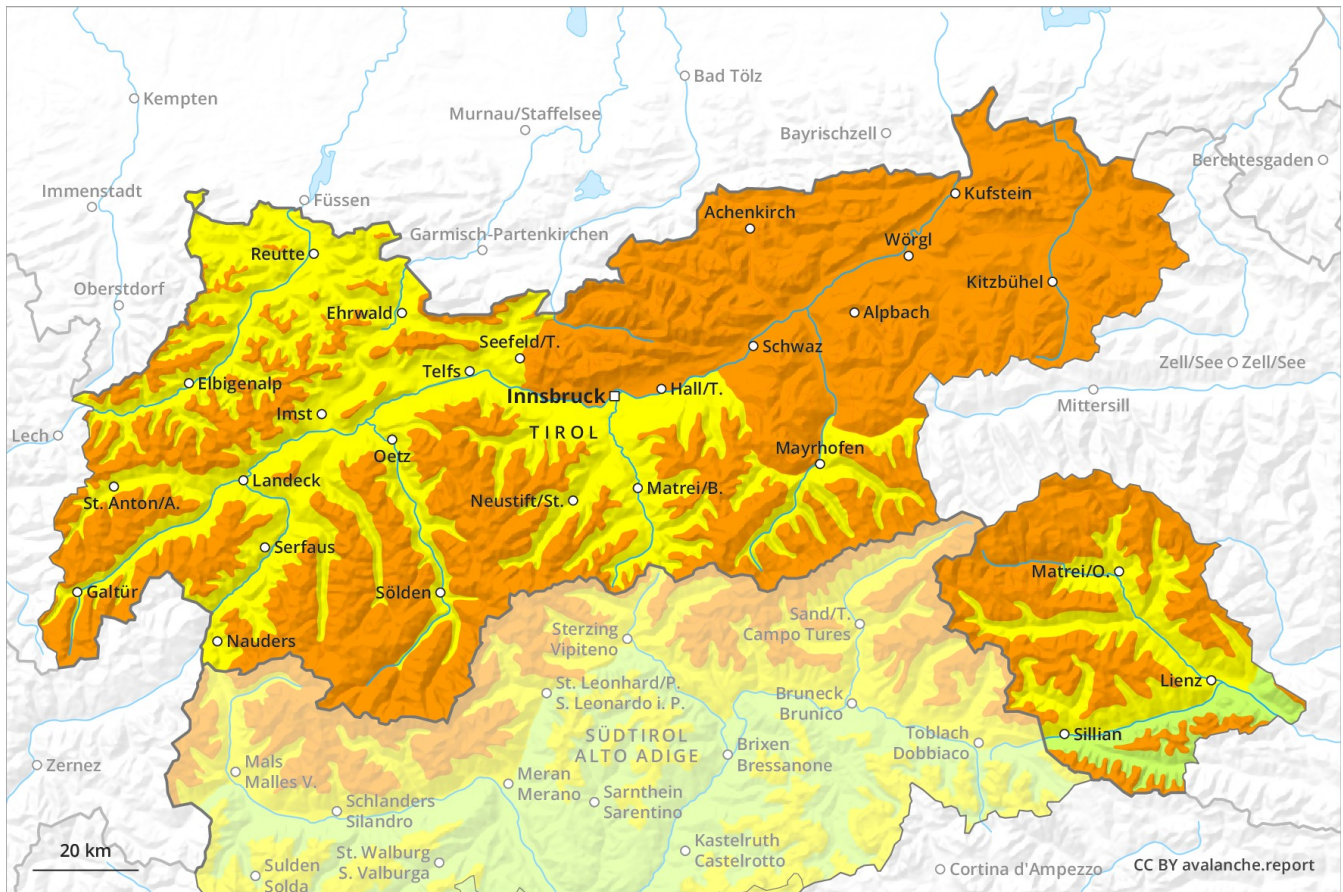 Kempten
Bad Tölz
Murnau/Staffelsee
Bayrischzell
Berchtesgaden
Immenstadt
Füssen
Kufstein
Achenkirch
Garmisch-Partenkirchen
Wörgl
Reutte
Oberstdorf
Kitzbühel
Ehrwald
Alpbach
Seefeld/T.
Schwaz
Zell/See
Zell/See
Telfs
Elbigenalp
Hall/T.
Innsbruck
Mittersill
Imst
Lech
TIROL
Mayrhofen
Oetz
Landeck
St. Anton/A.
Neustift/St.
Matrei/B.
Serfaus
Matrei/O.
Galtür
Sölden
Sand/T.
Campo Tures
Sterzing
Vipiteno
Nauders
Lienz
St. Leonhard/P.
S. Leonardo i. P.
Bruneck
Brunico
Sillian
SÜDTIROL
ALTO ADIGE
Toblach
Dobbiaco
Brixen
Bressanone
Zernez
Mals
Malles V.
Meran
Merano
Sarnthein
Sarentino
Schlanders
Silandro
Kastelruth
Castelrotto
20 km
St. Walburg
S. Valburga
Sulden
Solda
Cortina d'Ampezzo
CC BY avalanche.report